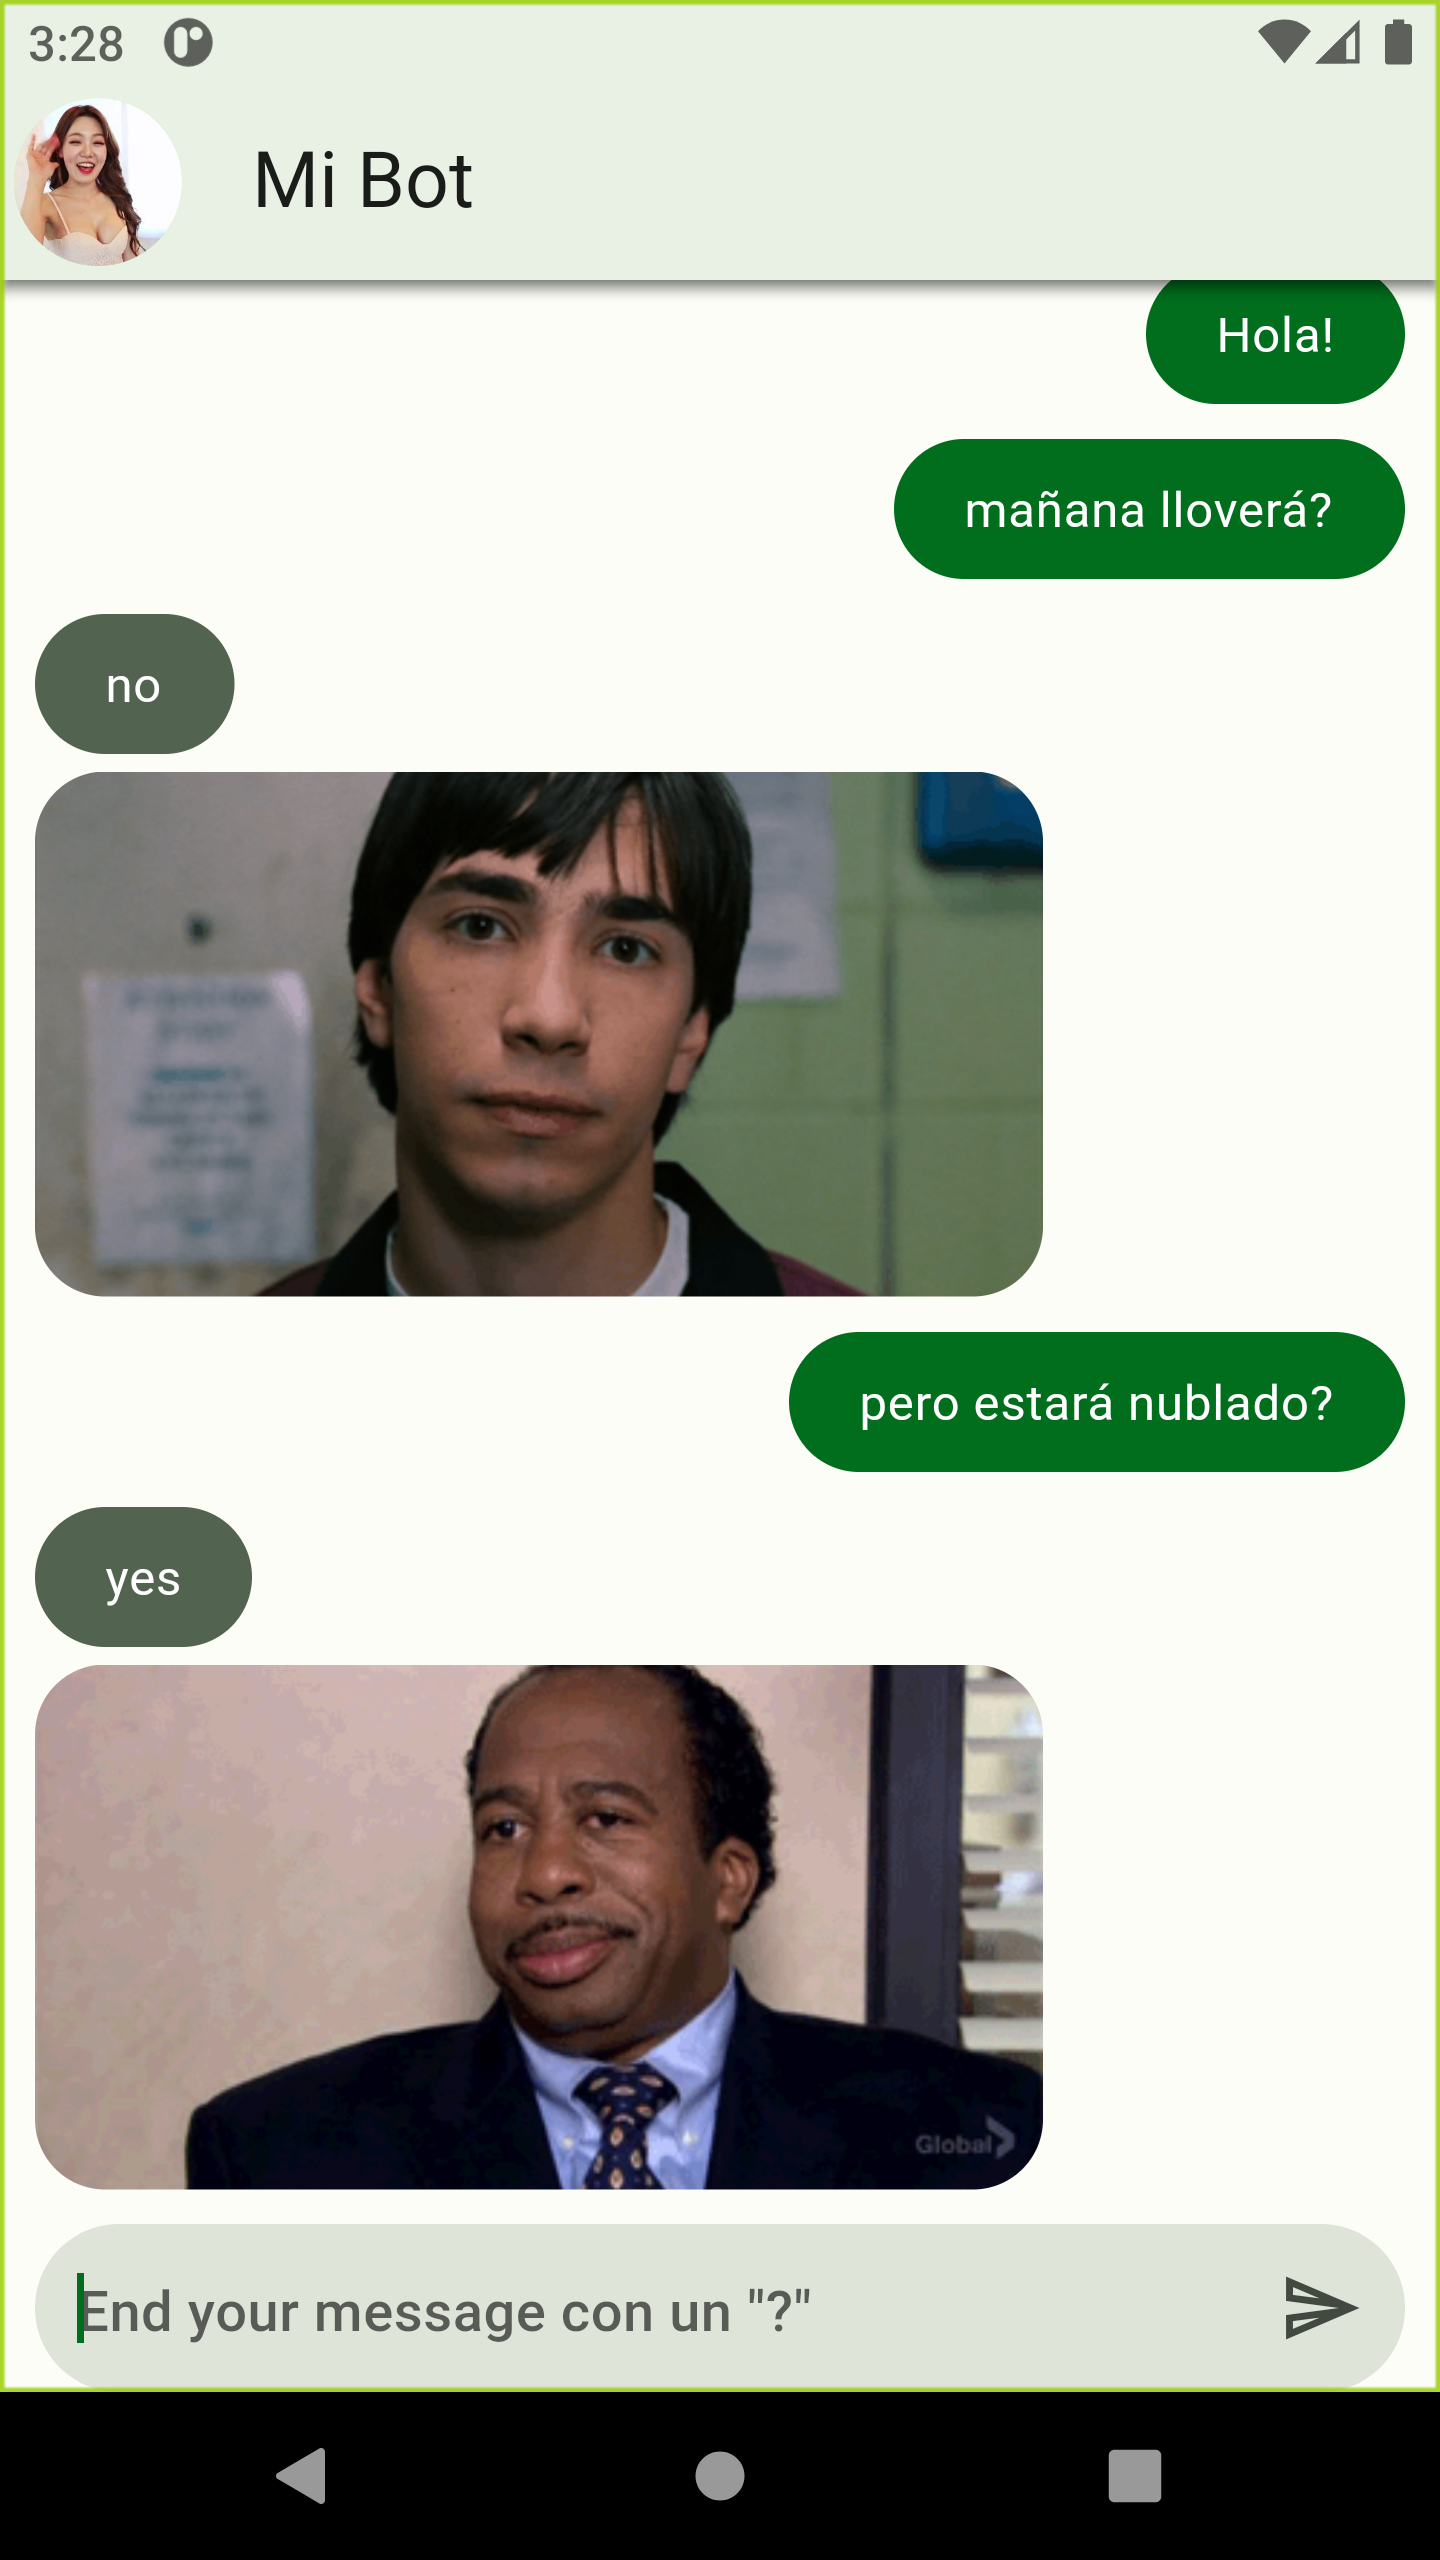 3:28
Mi Bot
Hola!
mañana lloverá?
no
pero estará nublado?
yes
Global
End your message con un "?"